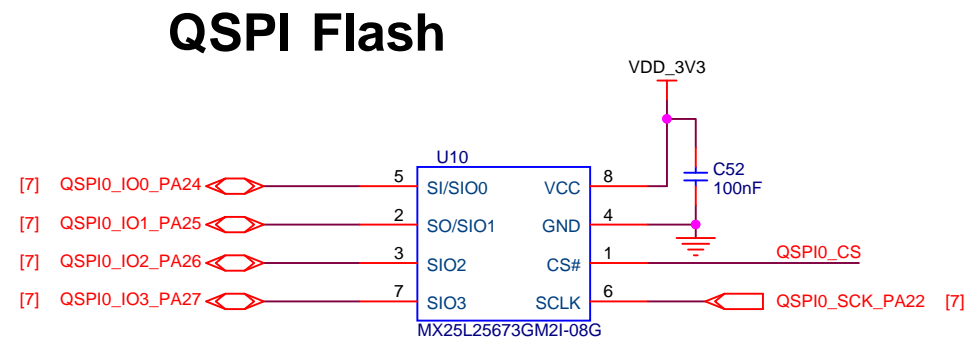 QSPI Flash
VDD_3V3
U10
C52
100nF
[7] QSPI0_IO0_PA24 5 SI/SIO0 VCC 8
[7] QSPI0_IO1_PA25 2 SO/SIO1 GND 4
[7] QSPI0_IO2_PA26 3 SIO2 CS# 1 QSPI0_CS
[7] QSPI0_IO3_PA27 7 SIO3 SCLK 6 QSPI0_SCK_PA22 [7]
MX25L25673GM2I-08G